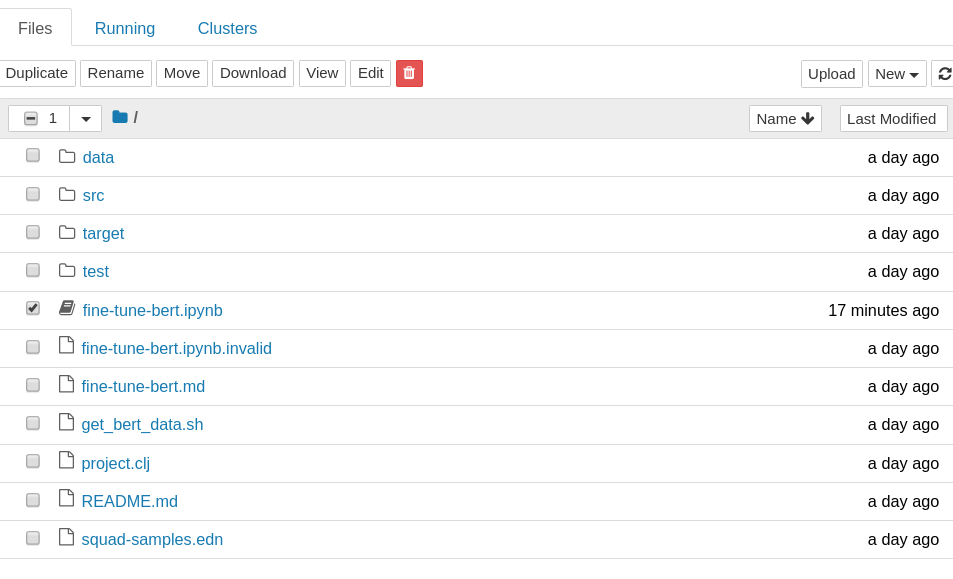 Files Running Clusters
Duplicate Rename Move Download View Edit Upload New
1 / Name Last Modified
data a day ago
src a day ago
target a day ago
test a day ago
fine-tune-bert.ipynb 17 minutes ago
fine-tune-bert.ipynb.invalid a day ago
fine-tune-bert.md a day ago
get_bert_data.sh a day ago
project.clj a day ago
README.md a day ago
squad-samples.edn a day ago